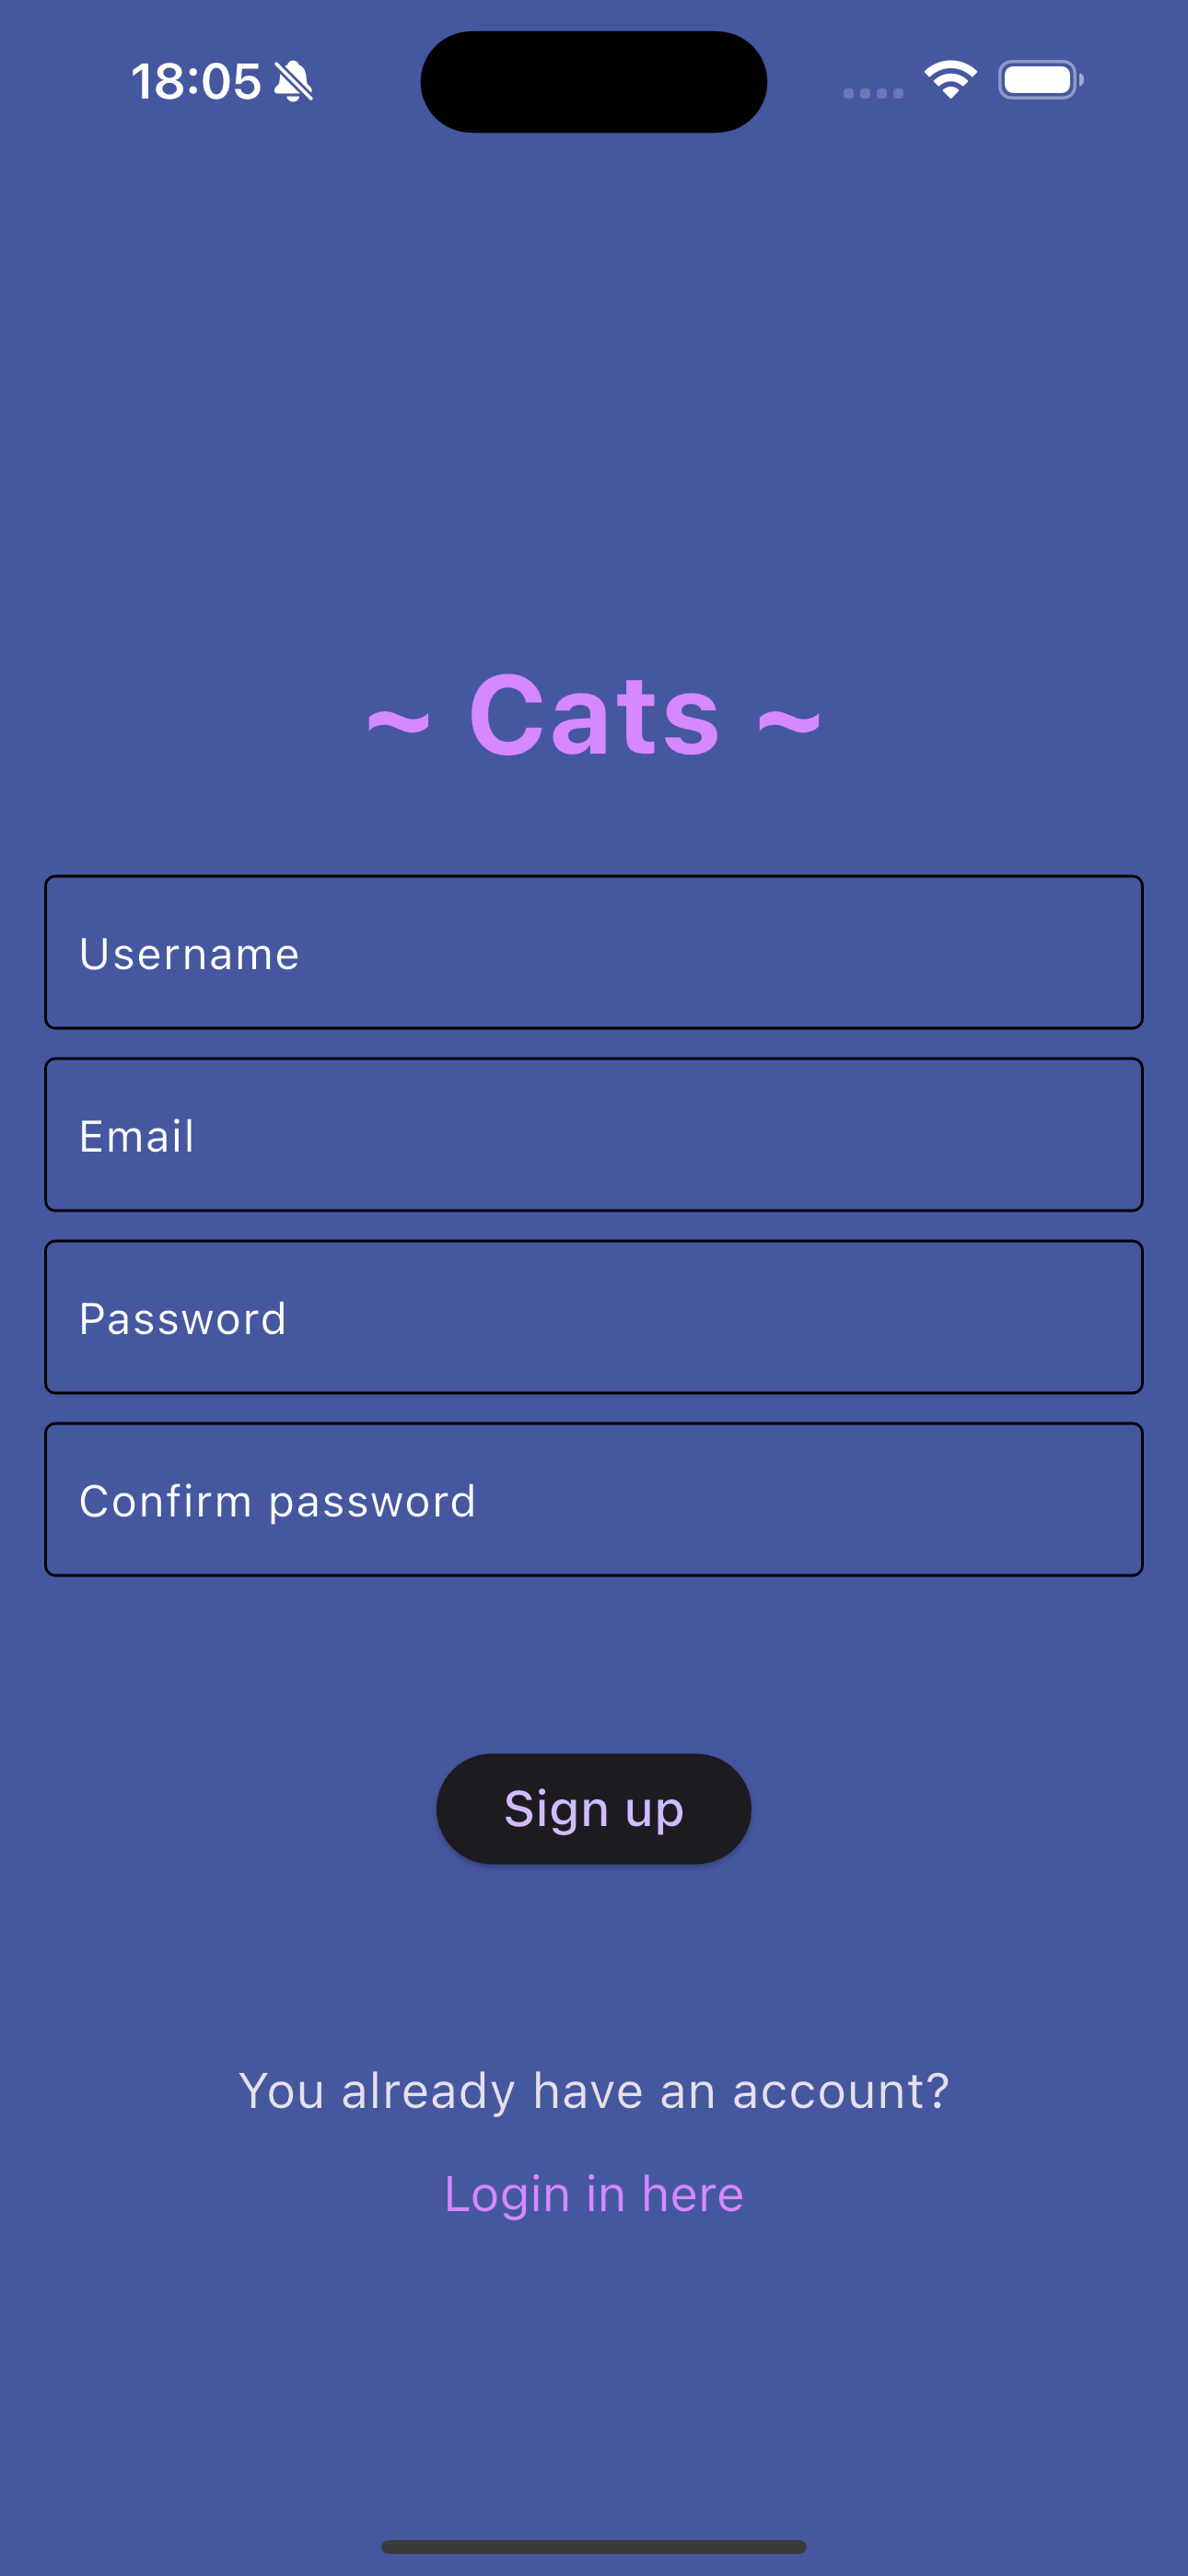 18:05
~ Cats ~
Username
Email
Password
Confirm password
Sign up
You already have an account?
Login in here